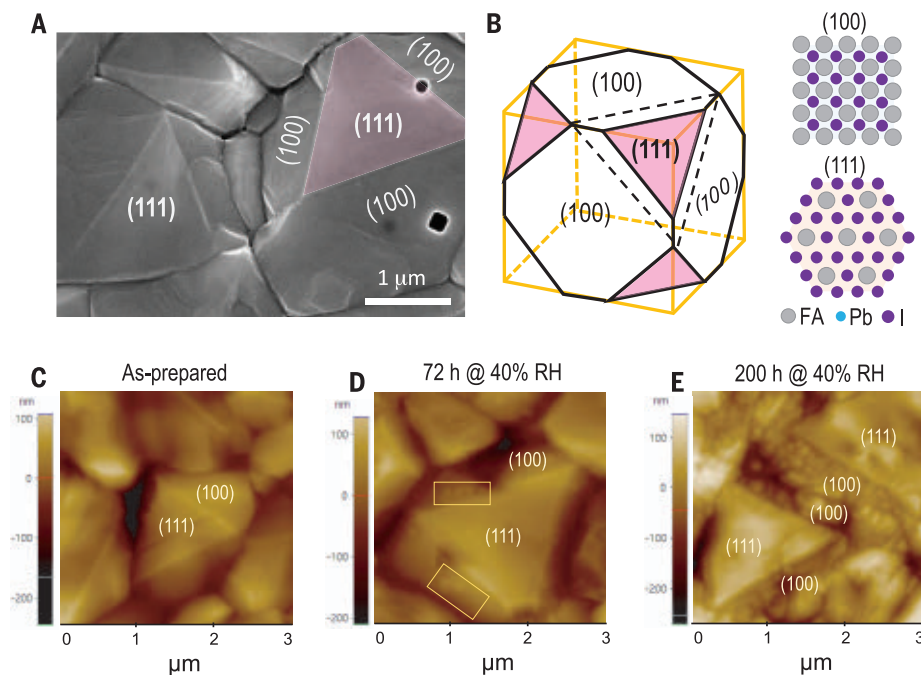 A
(100)
(111)
(100)
(111)
(100)
1 μm
B
(100)
(111)
(100)
(100)
(100)
(111)
FA Pb I
C
As-prepared
nm
100
0
-100
-200
(100)
(111)
0 1 2 3
μm
D
72 h @ 40% RH
nm
100
0
-100
-200
(100)
(111)
0 1 2 3
μm
E
200 h @ 40% RH
nm
100
0
-100
-200
(111)
(100)
(100)
(111)
(100)
0 1 2 3
μm